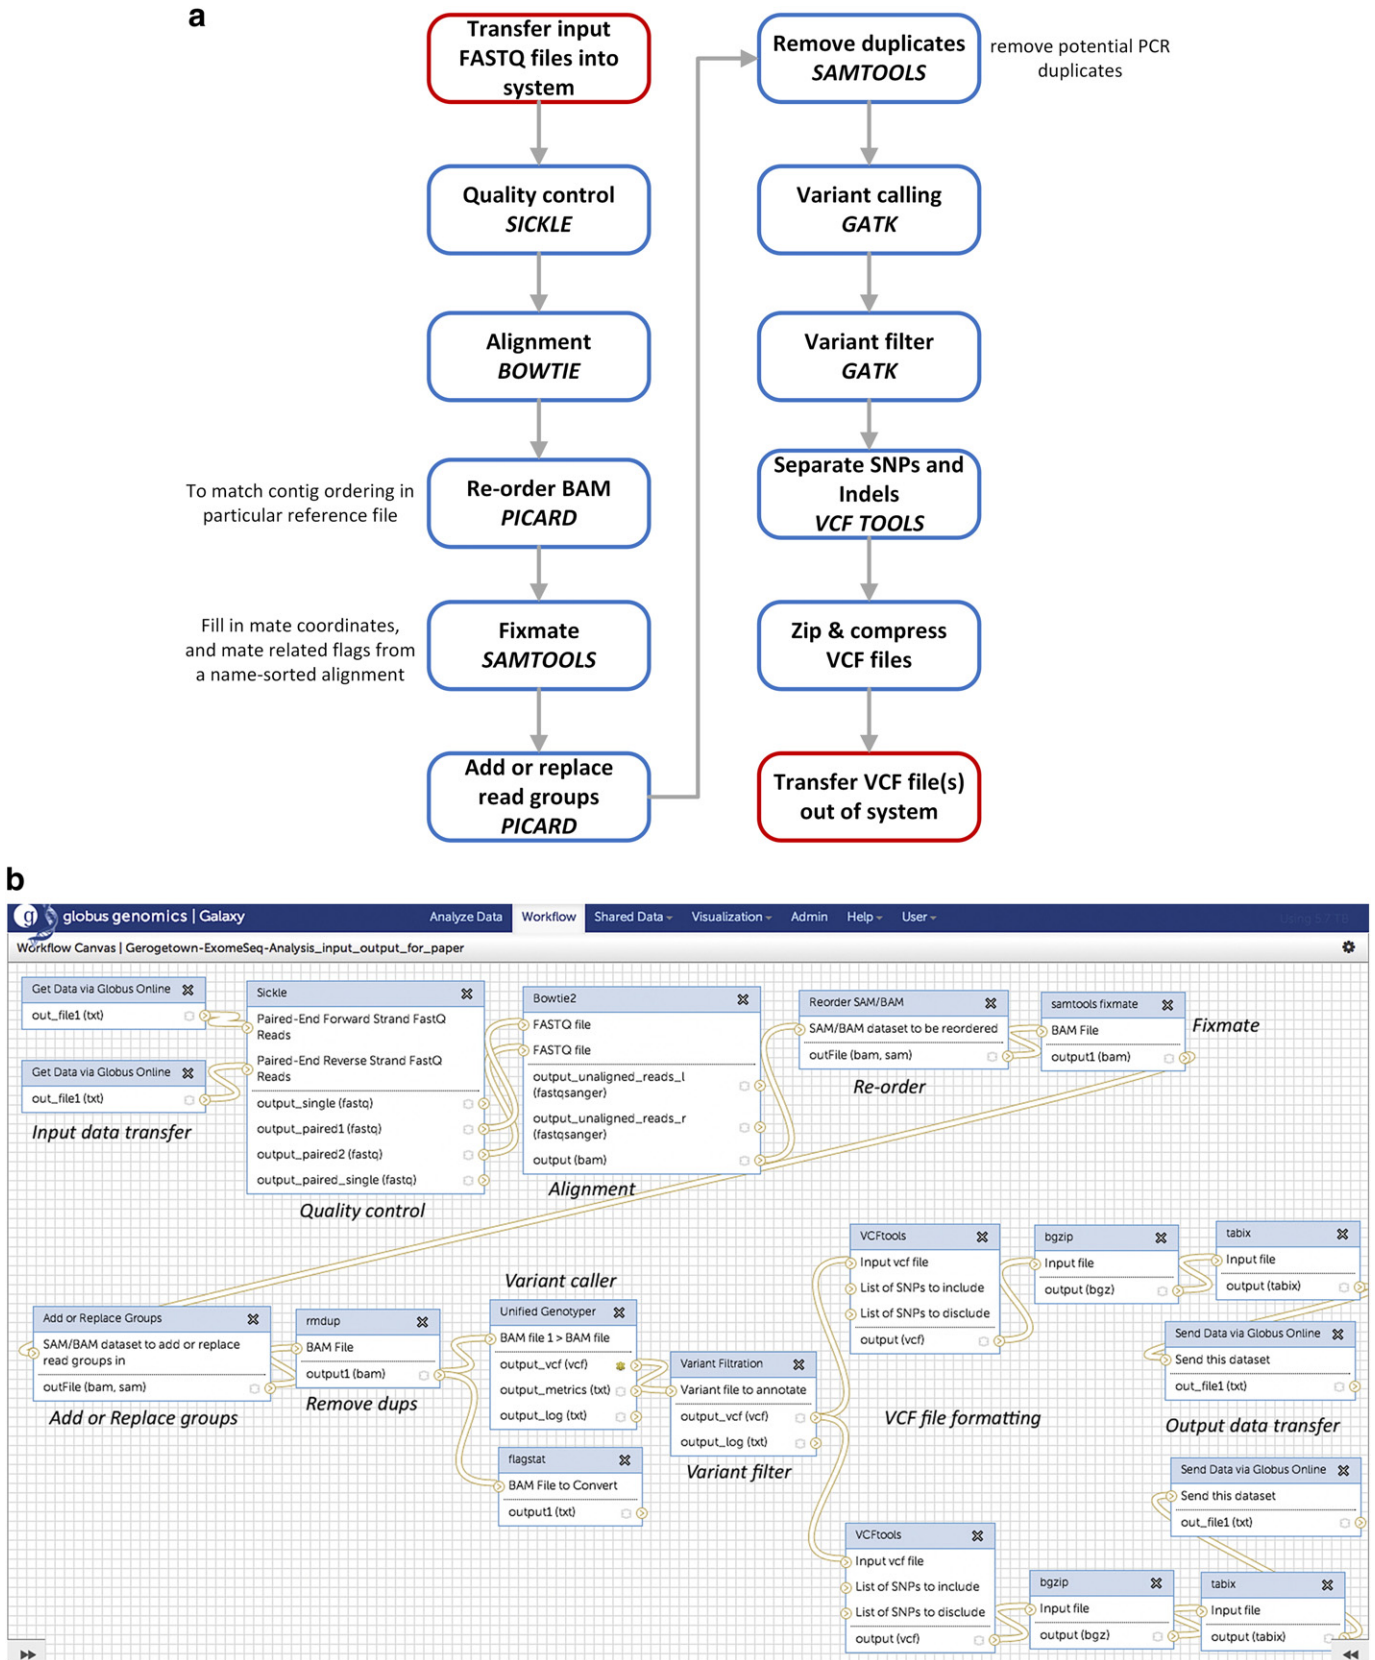 a
Transfer input
FASTQ files into
system
Quality control
SICKLE
Alignment
BOWTIE
To match contig ordering in
particular reference file
Re-order BAM
PICARD
Fill in mate coordinates,
and mate related flags from
a name-sorted alignment
Fixmate
SAMTOOLS
Add or replace
read groups
PICARD
Remove duplicates
SAMTOOLS
remove potential PCR
duplicates
Variant calling
GATK
Variant filter
GATK
Separate SNPs and
Indels
VCF TOOLS
Zip & compress
VCF files
Transfer VCF file(s)
out of system
b
g globus genomics | Galaxy
Analyze Data Workflow Shared Data Visualization Admin Help User
Workflow Canvas | Gerogetown-ExomeSeq-Analysis_input_output_for_paper
Get Data via Globus Online
out_file1 (txt)
Get Data via Globus Online
out_file1 (txt)
Input data transfer
Sickle
Paired-End Forward Strand FastQ
Reads
Paired-End Reverse Strand FastQ
Reads
output_single (fastq)
output_paired1 (fastq)
output_paired2 (fastq)
output_paired_single (fastq)
Quality control
Bowtie2
FASTQ file
FASTQ file
output_unaligned_reads_l
(fastqsanger)
output_unaligned_reads_r
(fastqsanger)
output (bam)
Alignment
Reorder SAM/BAM
SAM/BAM dataset to be reordered
outFile (bam, sam)
Re-order
samtools fixmate
BAM File
output1 (bam)
Fixmate
Add or Replace Groups
SAM/BAM dataset to add or replace
read groups in
outFile (bam, sam)
Add or Replace groups
rmdup
BAM File
output1 (bam)
Remove dups
Variant caller
Unified Genotyper
BAM file 1 > BAM file
output_vcf (vcf)
output_metrics (txt)
output_log (txt)
flagstat
BAM File to Convert
output1 (txt)
Variant Filtration
Variant file to annotate
output_vcf (vcf)
output_log (txt)
Variant filter
VCFtools
Input vcf file
List of SNPs to include
List of SNPs to disclude
output (vcf)
VCF file formatting
bgzip
Input file
output (bgz)
tabix
Input file
output (tabix)
Send Data via Globus Online
Send this dataset
out_file1 (txt)
Output data transfer
Send Data via Globus Online
Send this dataset
out_file1 (txt)
VCFtools
Input vcf file
List of SNPs to include
List of SNPs to disclude
output (vcf)
bgzip
Input file
output (bgz)
tabix
Input file
output (tabix)